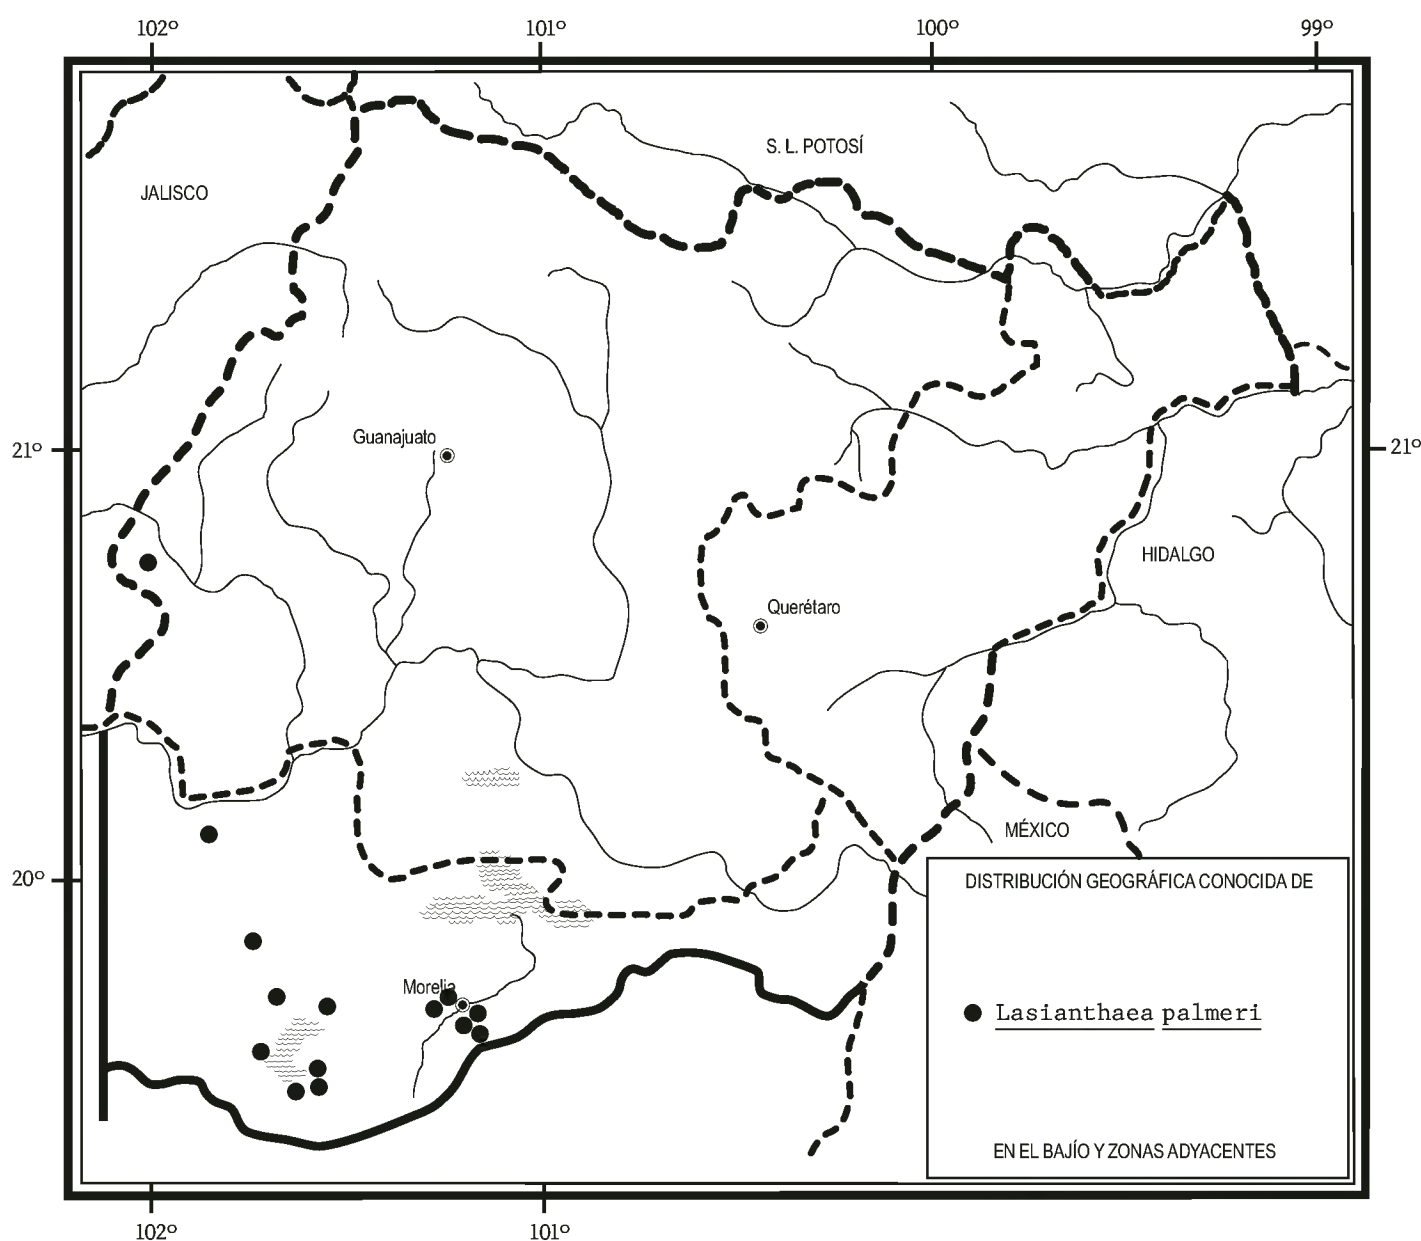 102º 101º 100º 99º
S. L. POTOSÍ
JALISCO
Guanajuato
21º 21º
HIDALGO
Querétaro
MÉXICO
20º
DISTRIBUCIÓN GEOGRÁFICA CONOCIDA DE
Morelia
Lasianthaea palmeri
EN EL BAJÍO Y ZONAS ADYACENTES
102º 101º